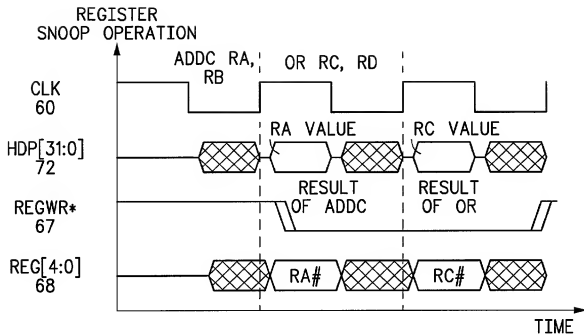 REGISTER
SNOOP OPERATION
ADDC RA,
RB
OR RC, RD
CLK
60
RA VALUE
RC VALUE
HDP[31:0]
72
RESULT
OF ADDC
RESULT
OF OR
REGWR*
67
REG[4:0]
68
RA#
RC#
TIME